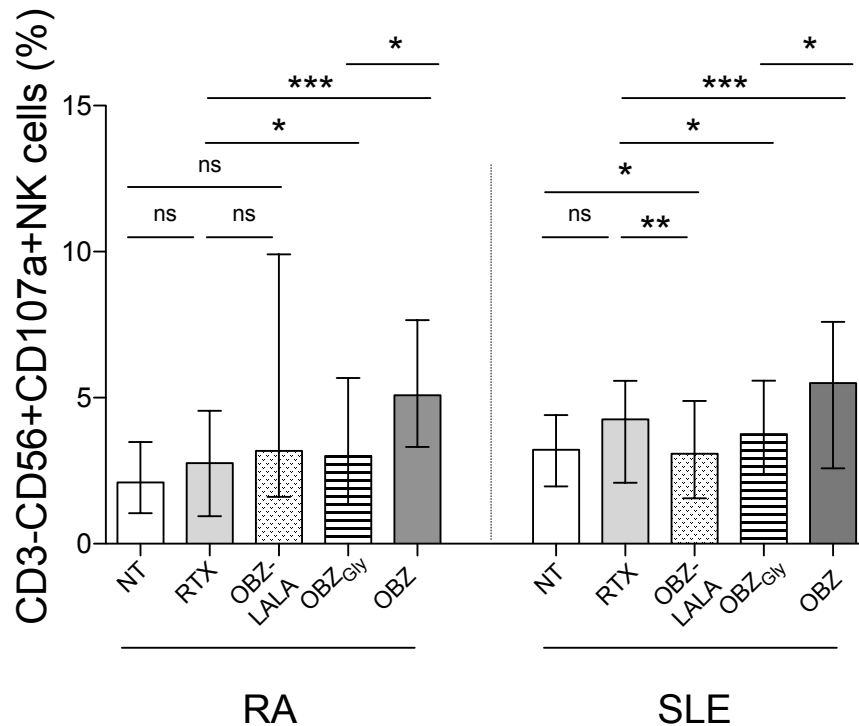 CD3-CD56+CD107a+NK cells (%)
* *
*** ***
15
* *
ns *
ns ns ns **
10
5
0
NT RTX OBZ-LALA OBZGly OBZ NT RTX OBZ-LALA OBZGly OBZ
RA SLE